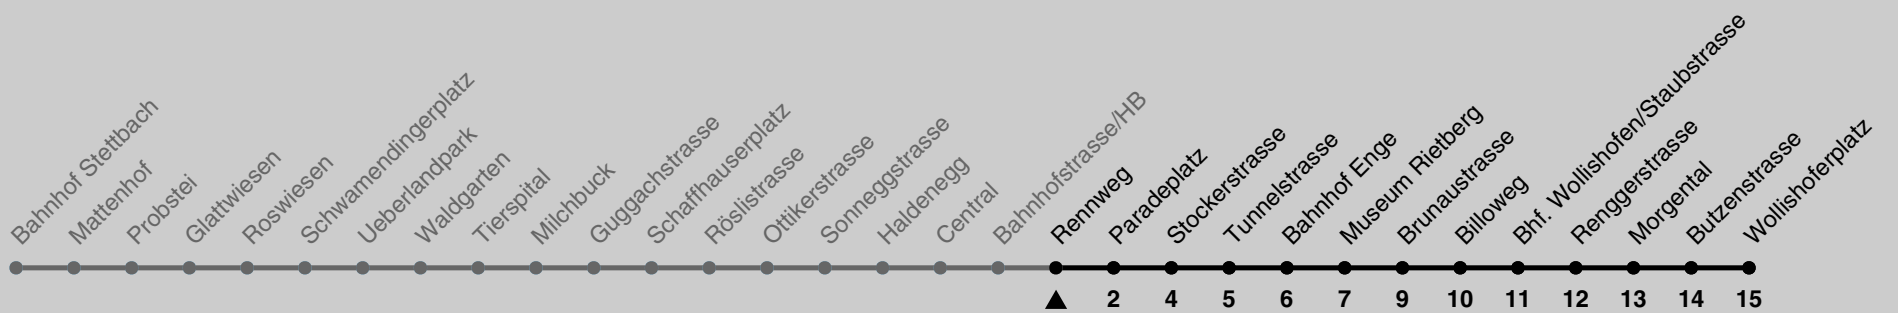 Bahnhof Stettbach
Mattenhof
Probstei
Glattwiesen
Roswiesen
Schwamendingerplatz
Ueberlandpark
Waldgarten
Tierspital
Milchbuck
Guggachstrasse
Schaffhauserplatz
Röslistrasse
Ottikerstrasse
Sonneggstrasse
Haldenegg
Central
Bahnhofstrasse/HB
Rennweg
Paradeplatz
Stockerstrasse
Tunnelstrasse
Bahnhof Enge
Museum Rietberg
Brunaustrasse
Billoweg
Bhf. Wollishofen/Staubstrasse
Renggerstrasse
Morgental
Butzenstrasse
Wollishoferplatz
2 4 5 6 7 9 10 11 12 13 14 15